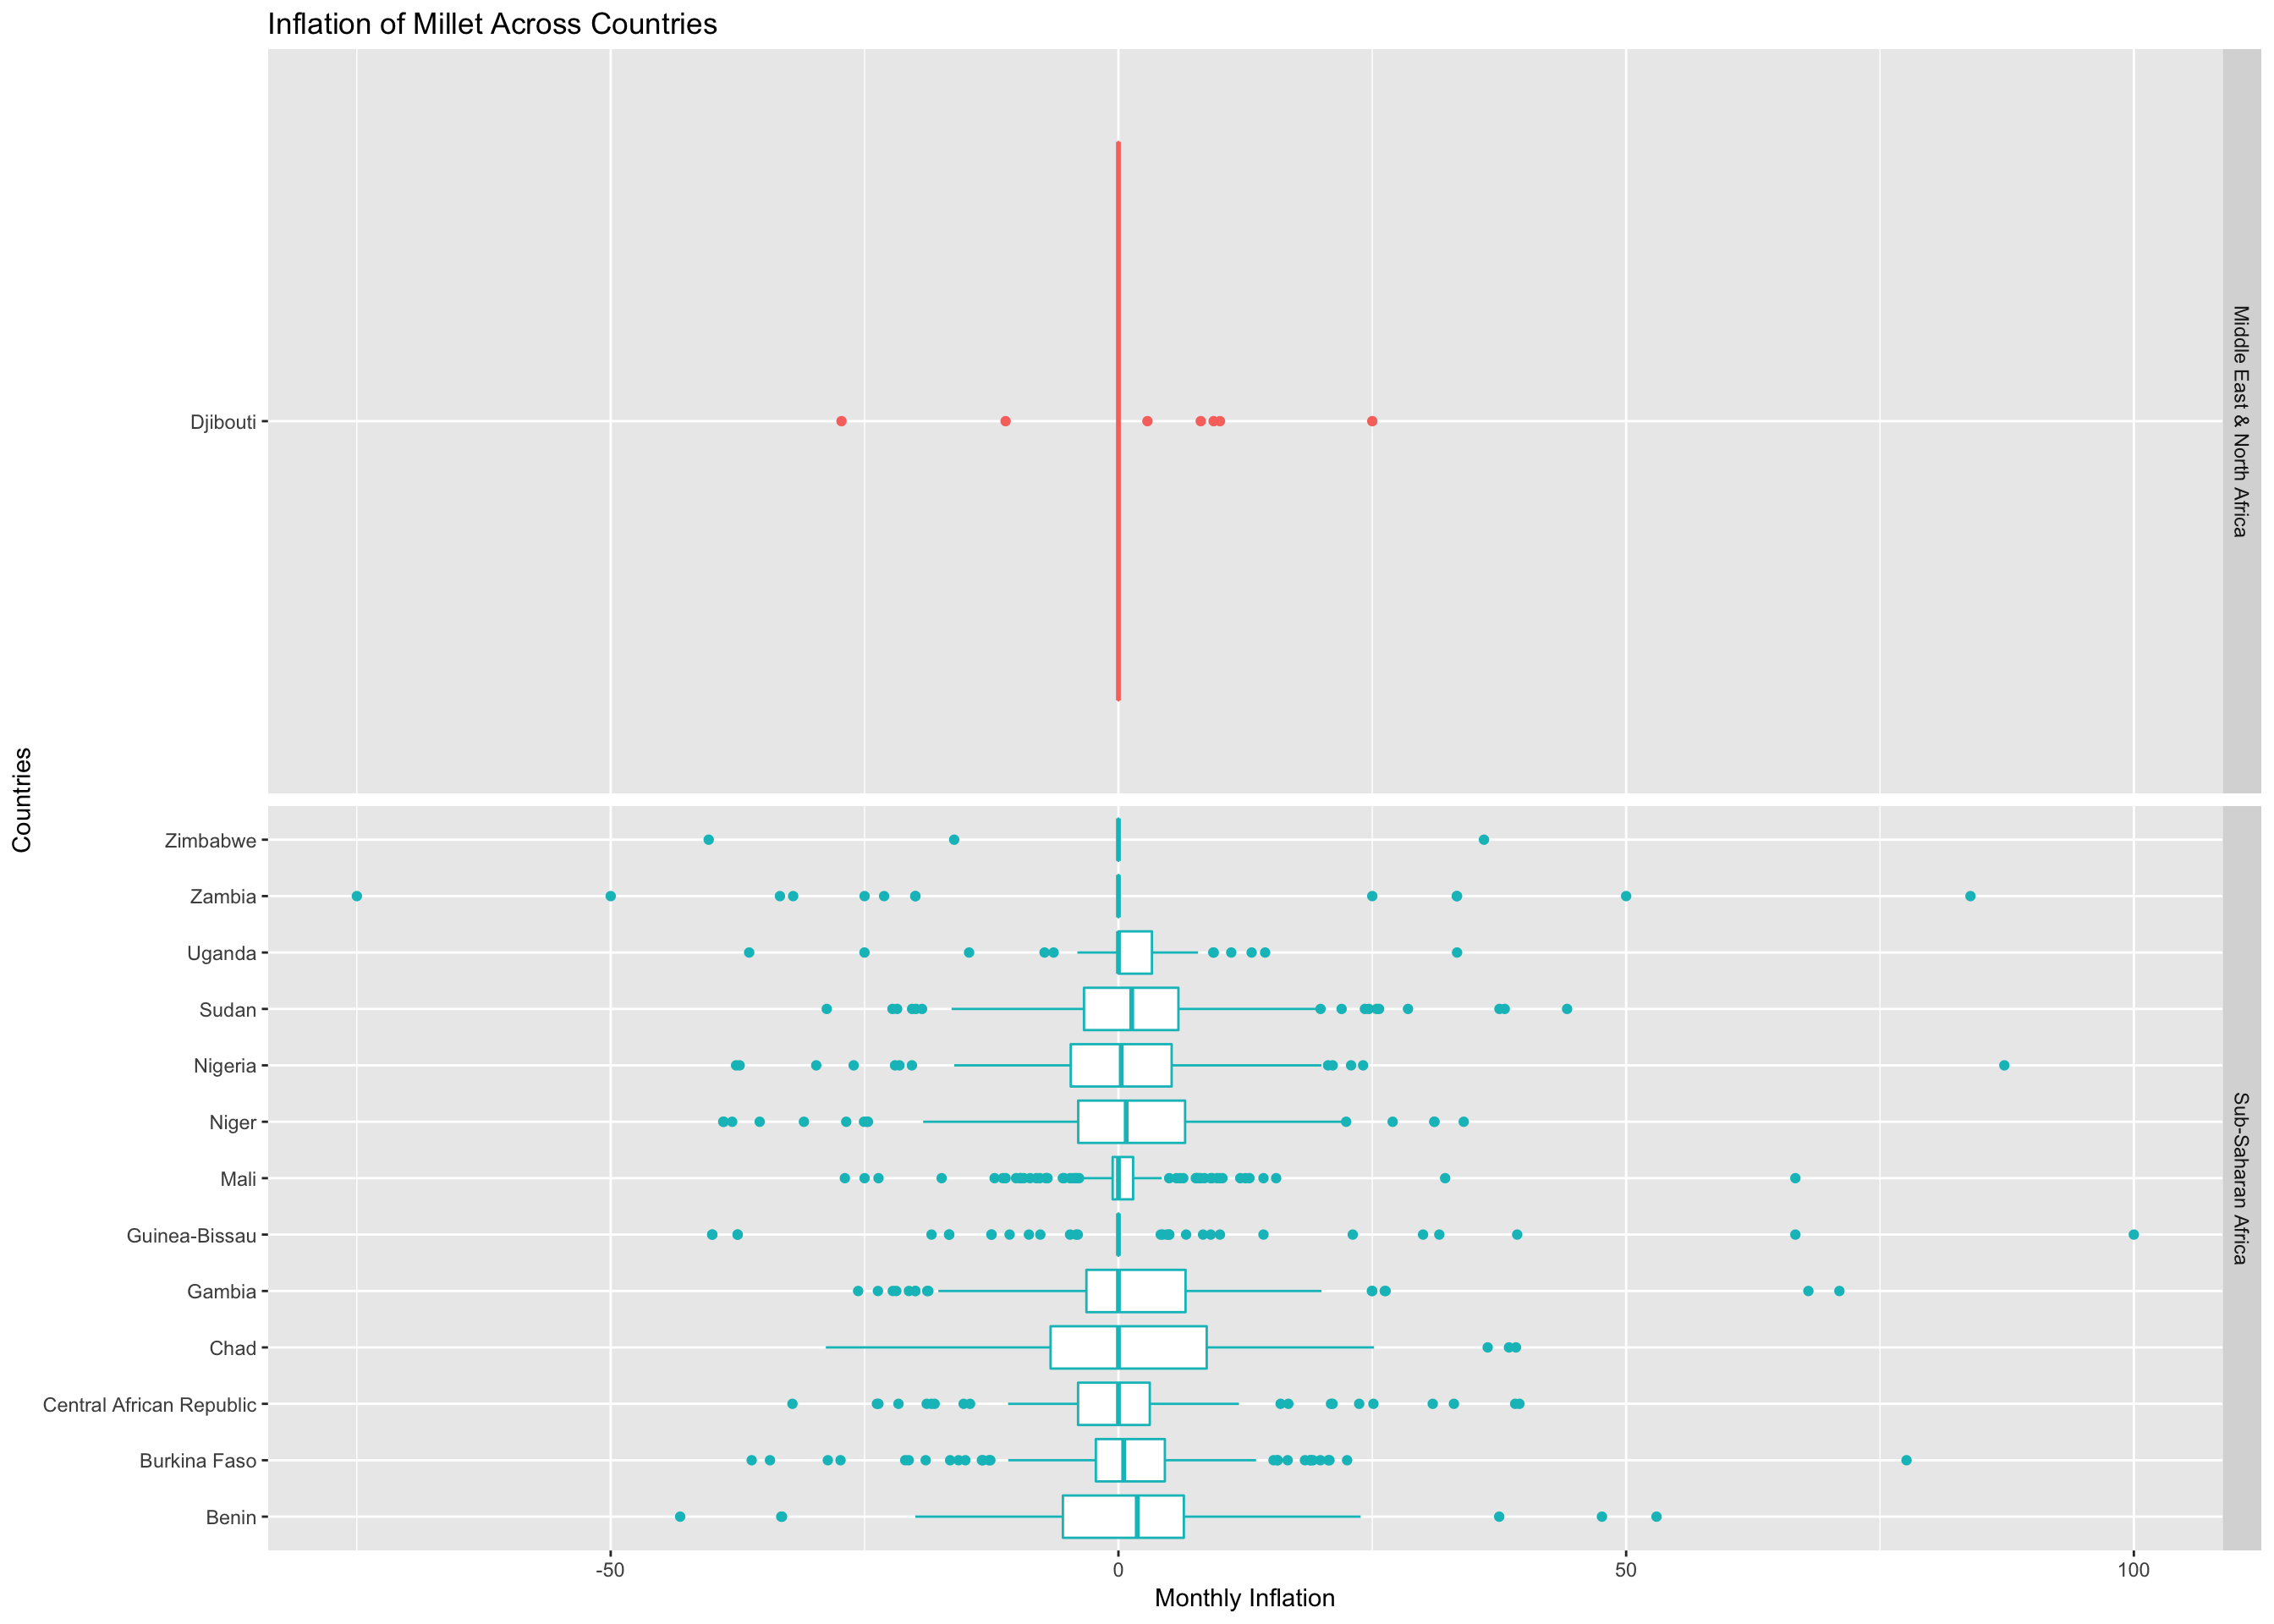 Inflation of Millet Across Countries
Countries
Djibouti
Middle East & North Africa
Zimbabwe
Zambia
Uganda
Sudan
Nigeria
Niger
Mali
Guinea-Bissau
Gambia
Chad
Central African Republic
Burkina Faso
Benin
Sub-Saharan Africa
-50 0 50 100
Monthly Inflation